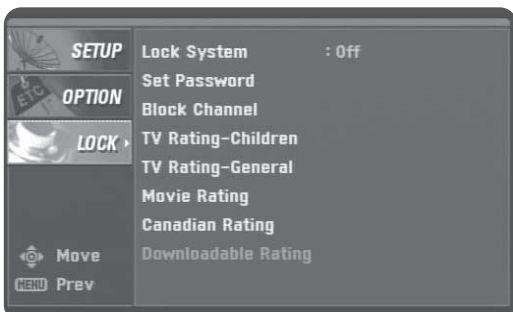 SETUP
ETC
OPTION
LOCK
Lock System : Off
Set Password
Block Channel
TV Rating-Children
TV Rating-General
Movie Rating
Canadian Rating
Downloadable Rating
Move
MENU Prev